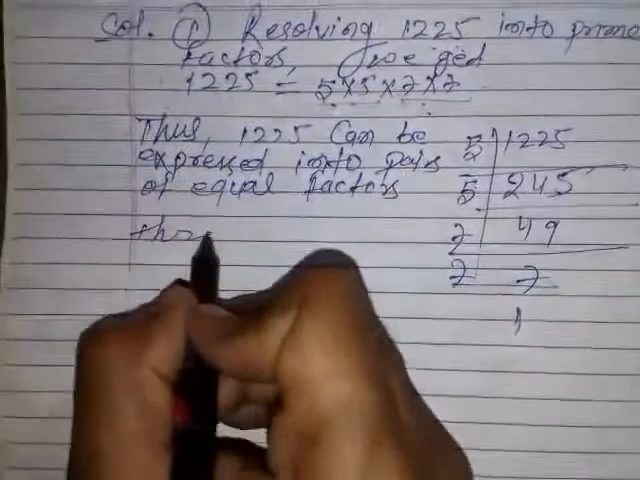 Sol. ① Resolving 1225 into prime
factors, we get
1225 = 5×5×7×7
Thus, 1225 Can be
expressed into pairs
of equal factors
5 | 1225
5 | 245
7 | 49
7 | 7
1